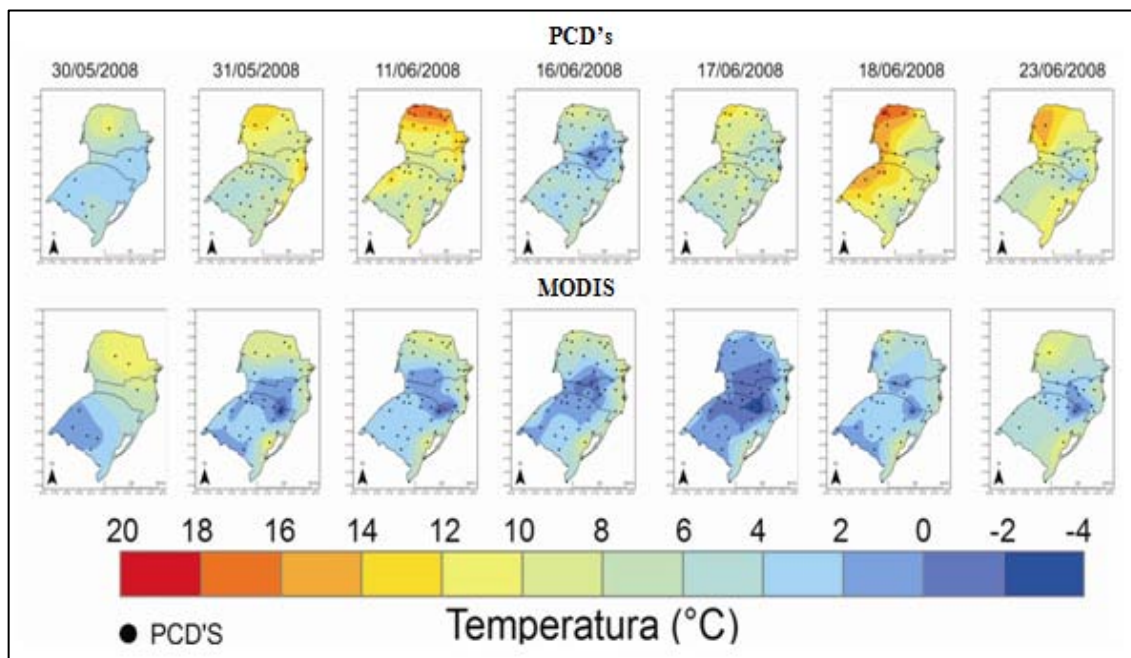 PCD's
30/05/2008 31/05/2008 11/06/2008 16/06/2008 17/06/2008 18/06/2008 23/06/2008
MODIS
20 18 16 14 12 10 8 6 4 2 0 -2 -4
Temperatura (°C)
PCD'S